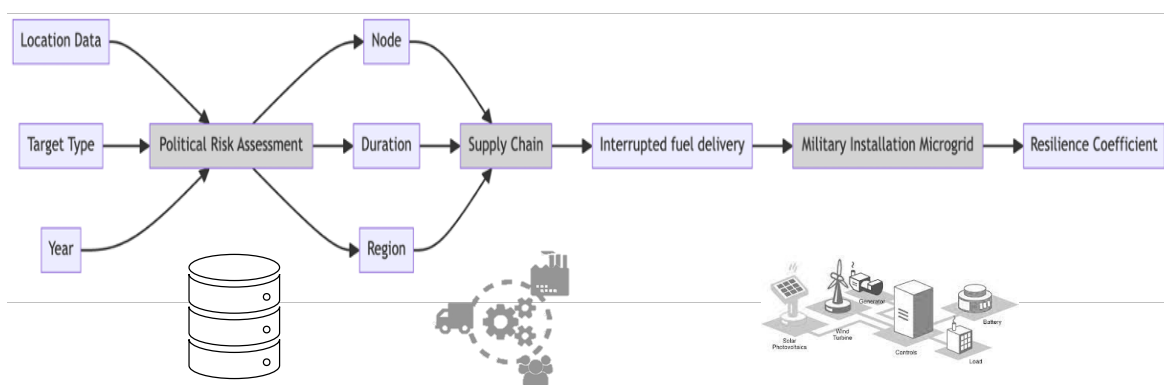 Location Data
Node
Target Type
Political Risk Assessment
Duration
Supply Chain
Interrupted fuel delivery
Military Installation Microgrid
Resilience Coefficient
Year
Region
Generator
Solar
Photovoltaics
Wind
Turbine
Controls
Battery
Load